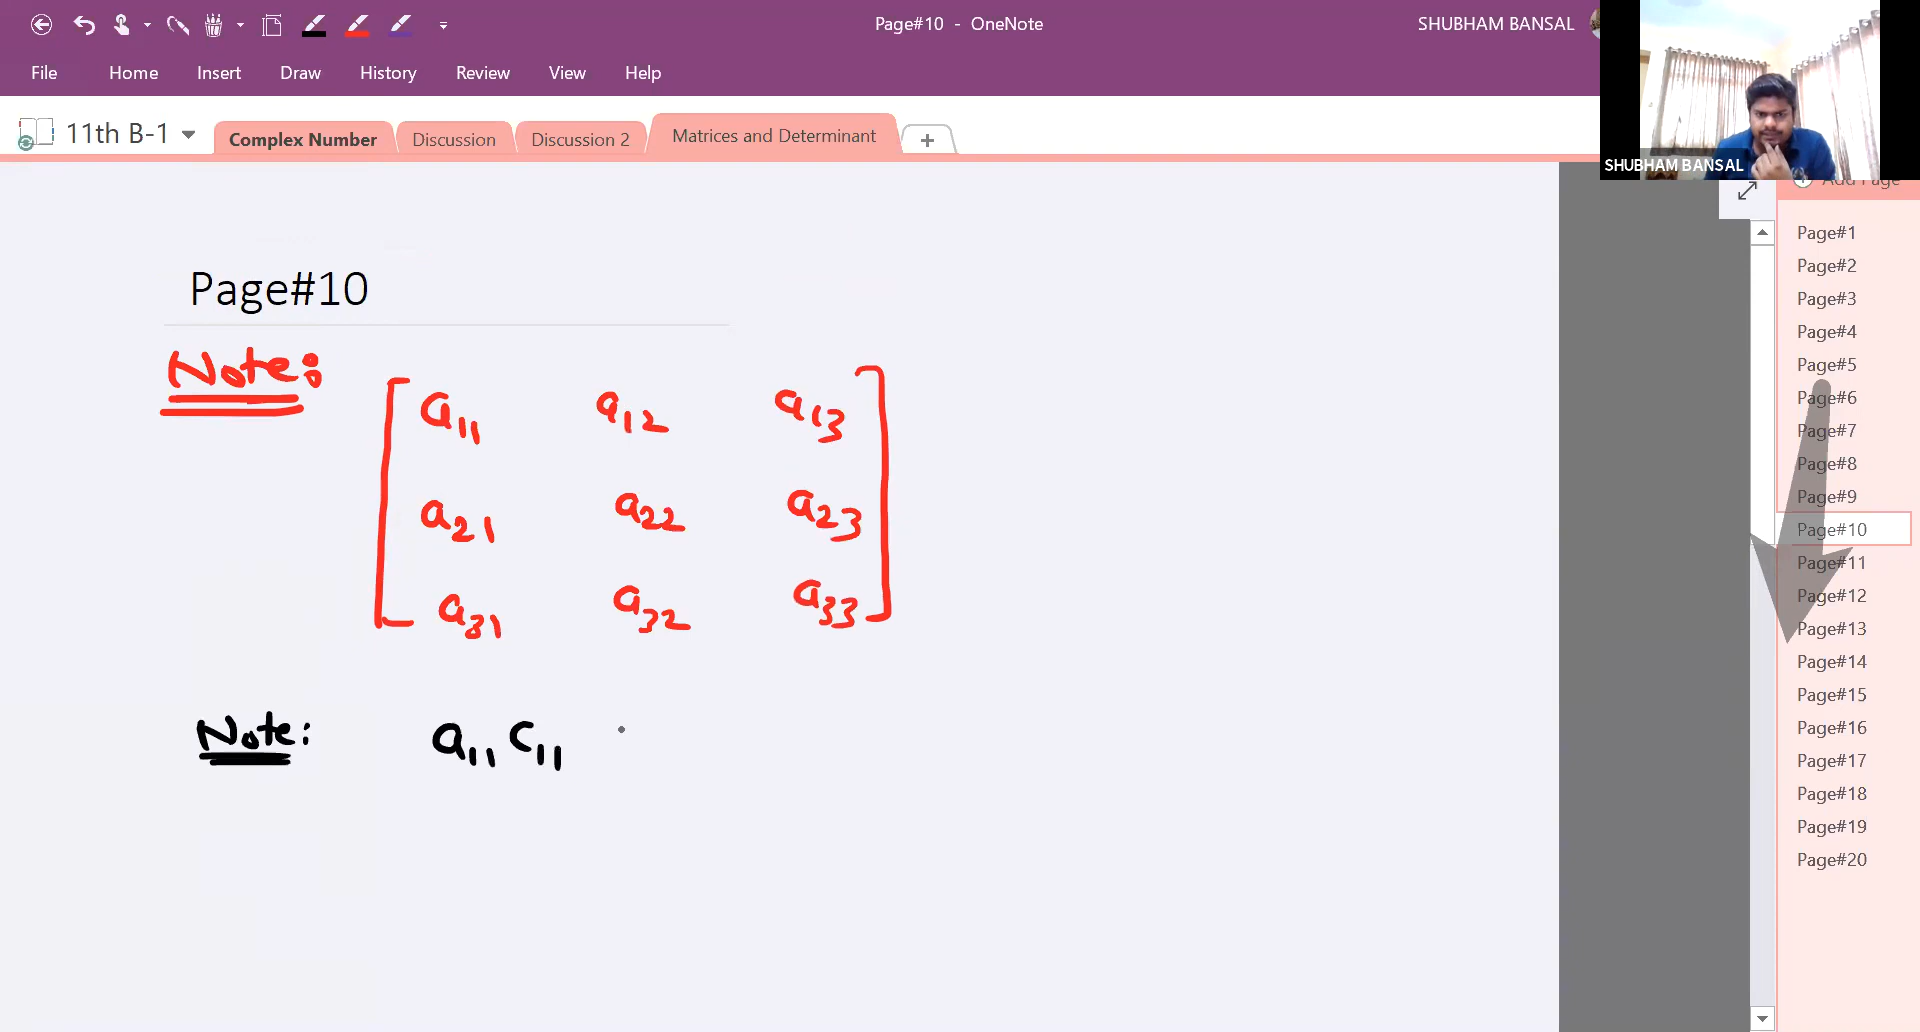 Page#10 - OneNote
SHUBHAM BANSAL
File Home Insert Draw History Review View Help
SHUBHAM BANSAL
11th B-1
Complex Number
Discussion
Discussion 2
Matrices and Determinant
Add Page
Page#1
Page#2
Page#3
Page#4
Page#5
Page#6
Page#7
Page#8
Page#9
Page#10
Page#11
Page#12
Page#13
Page#14
Page#15
Page#16
Page#17
Page#18
Page#19
Page#20
Page#10
Note:
a11 a12 a13
a21 a22 a23
a31 a32 a33
Note: a11 C11